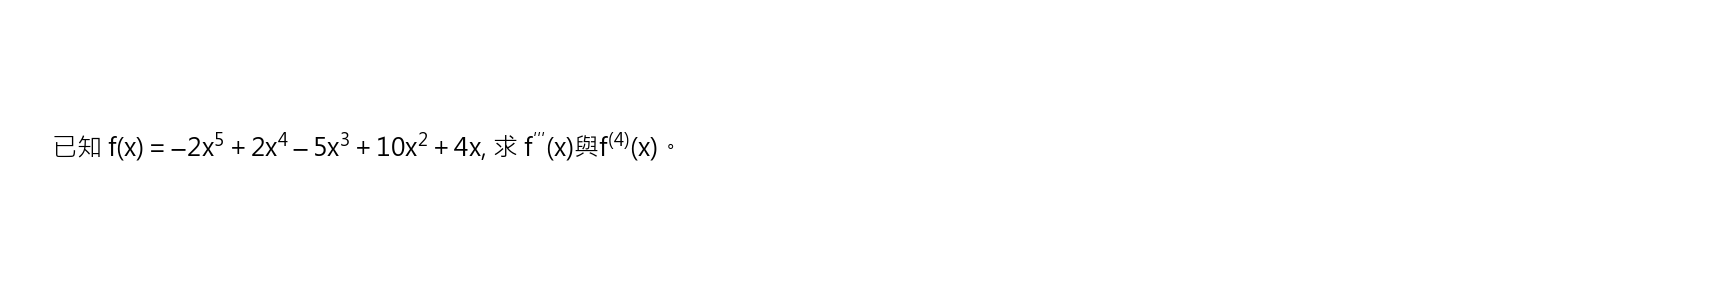 已知 f(x) = –2x⁵ + 2x⁴ – 5x³ + 10x² + 4x, 求 f′′′(x)與f⁽⁴⁾(x)。